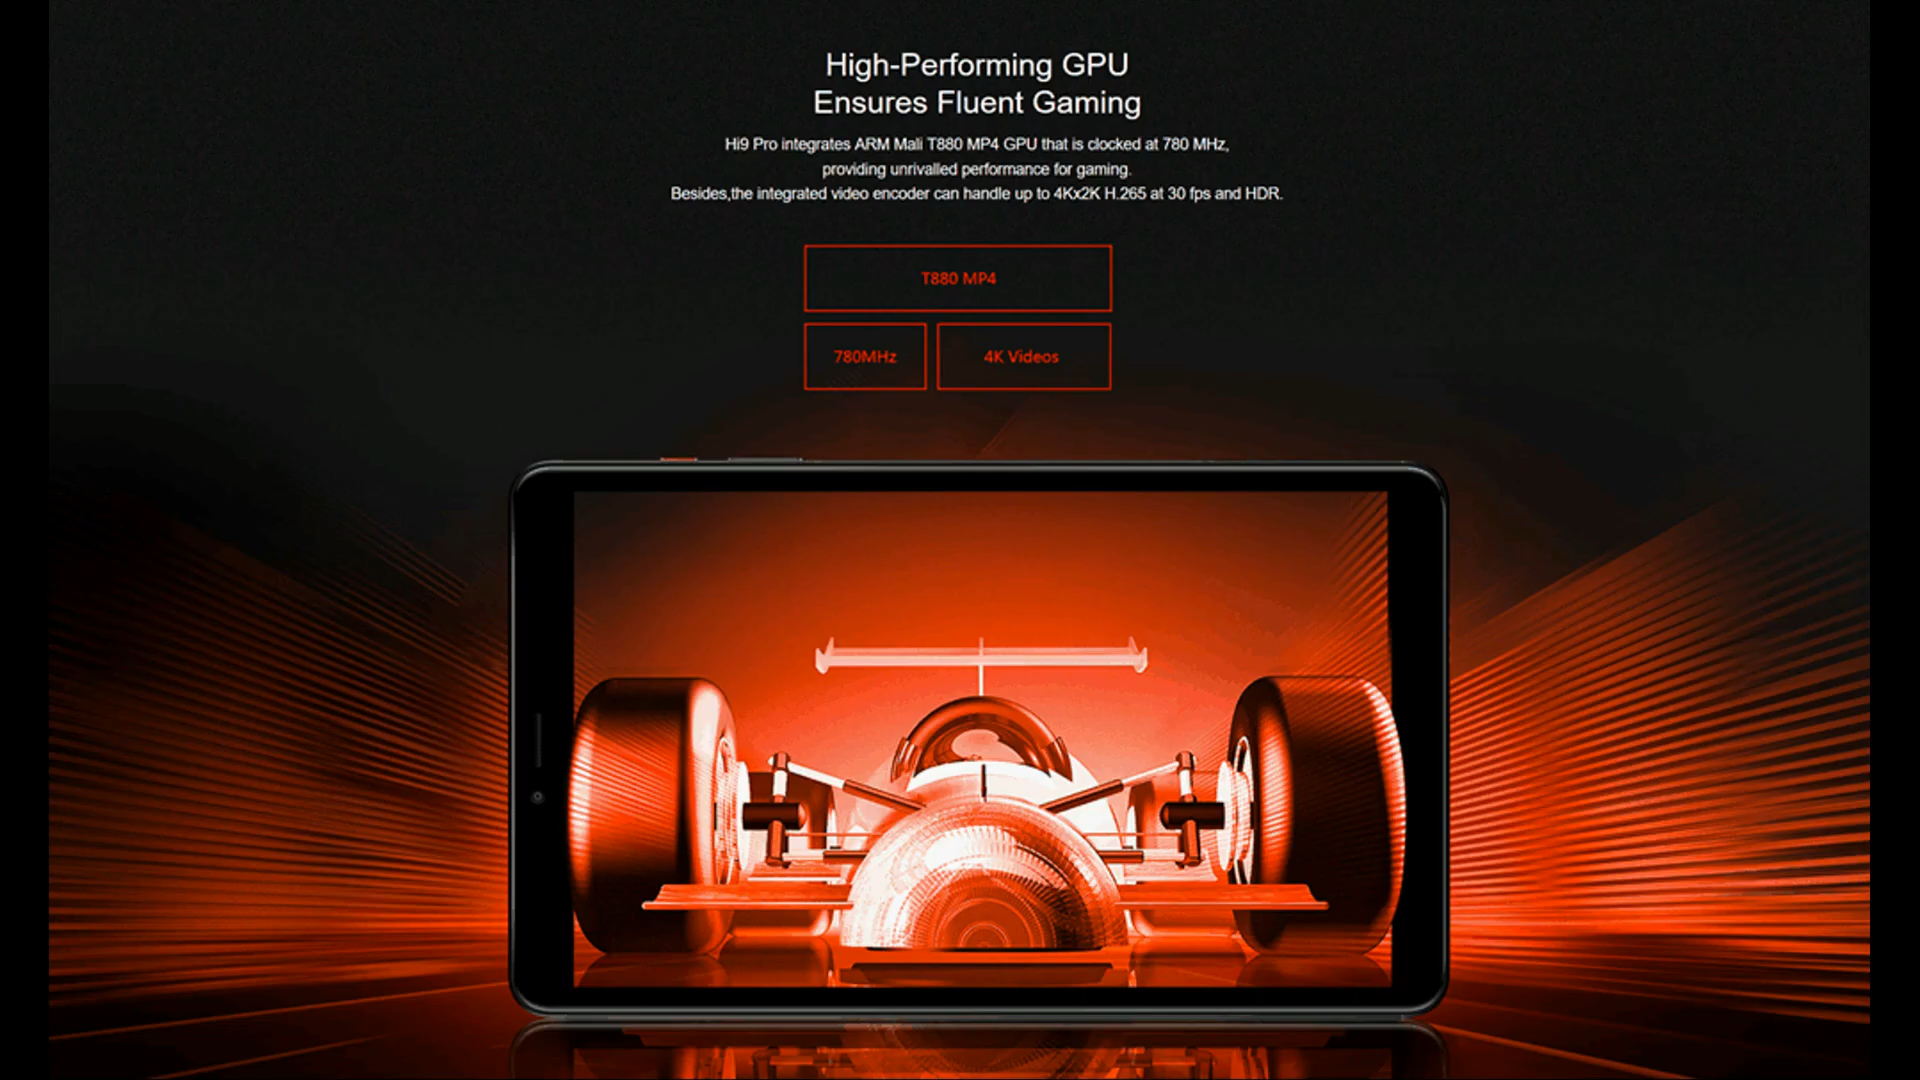 High-Performing GPU
Ensures Fluent Gaming
Hi9 Pro integrates ARM Mali T880 MP4 GPU that is clocked at 780 MHz,
providing unrivalled performance for gaming.
Besides,the integrated video encoder can handle up to 4Kx2K H.265 at 30 fps and HDR.
T880 MP4
780MHz
4K Videos